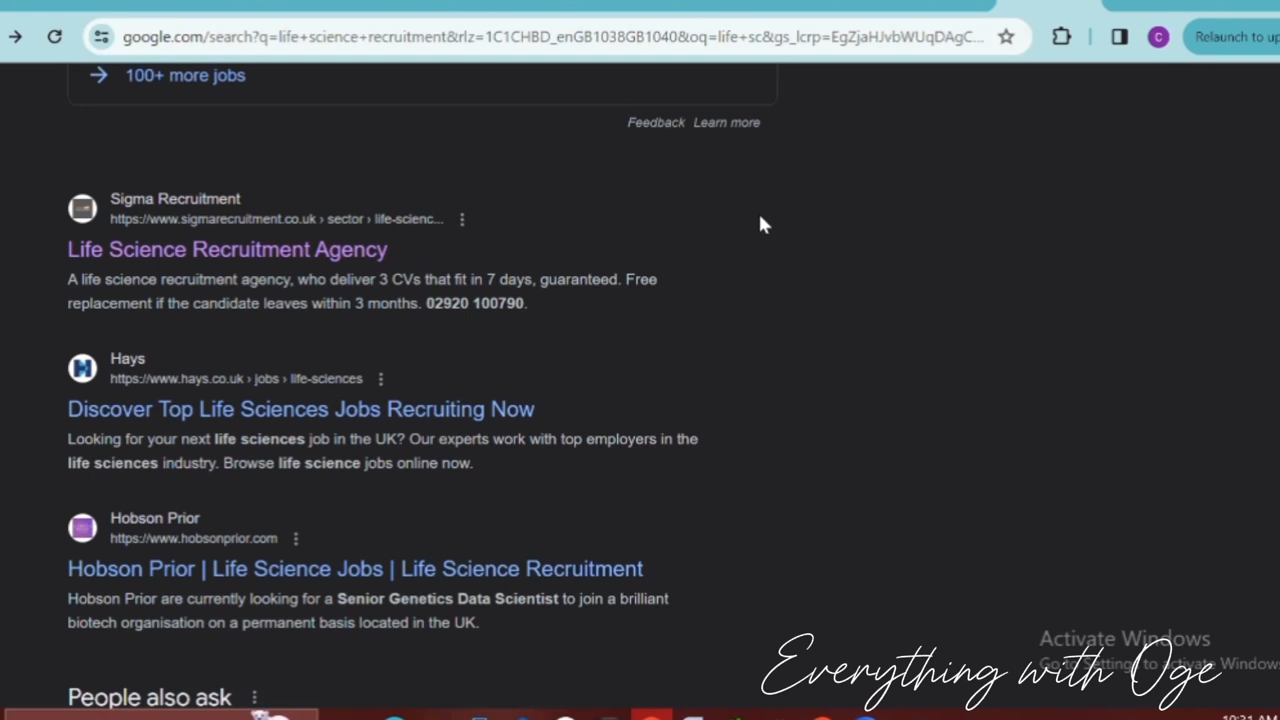 google.com/search?q=life+science+recruitment&rlz=1C1CHBD_enGB1038GB1040&oq=life+sc&gs_lcrp=EgZjaHJvbWUqDAgC...
C
Relaunch to up
100+ more jobs
Feedback Learn more
Sigma Recruitment
https://www.sigmarecruitment.co.uk › sector › life-scienc...
Life Science Recruitment Agency
A life science recruitment agency, who deliver 3 CVs that fit in 7 days, guaranteed. Free
replacement if the candidate leaves within 3 months. 02920 100790.
Hays
https://www.hays.co.uk › jobs › life-sciences
Discover Top Life Sciences Jobs Recruiting Now
Looking for your next life sciences job in the UK? Our experts work with top employers in the
life sciences industry. Browse life science jobs online now.
Hobson Prior
https://www.hobsonprior.com
Hobson Prior | Life Science Jobs | Life Science Recruitment
Hobson Prior are currently looking for a Senior Genetics Data Scientist to join a brilliant
biotech organisation on a permanent basis located in the UK.
Activate Windows
Go to Settings to activate Windows
Everything with Oge
People also ask